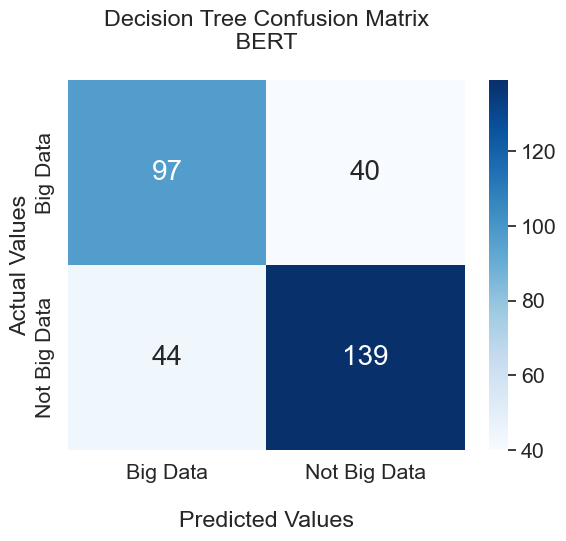 Decision Tree Confusion Matrix
BERT
Actual Values
Big Data
Not Big Data
97
40
44
139
120
100
80
60
40
Big Data
Not Big Data
Predicted Values